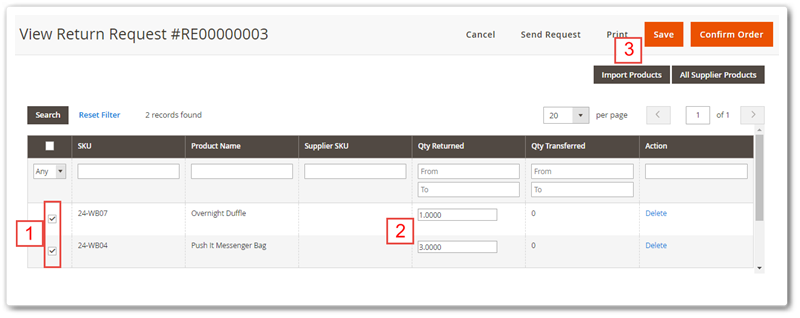 View Return Request #RE00000003 Cancel Send Request Print Save Confirm Order
3
Import Products All Supplier Products
Search Reset Filter 2 records found 20 per page 1 of 1
SKU Product Name Supplier SKU Qty Returned Qty Transferred Action
Any From From
To To
1 24-WB07 Overnight Duffle 2 1.0000 0 Delete
24-WB04 Push It Messenger Bag 3.0000 0 Delete